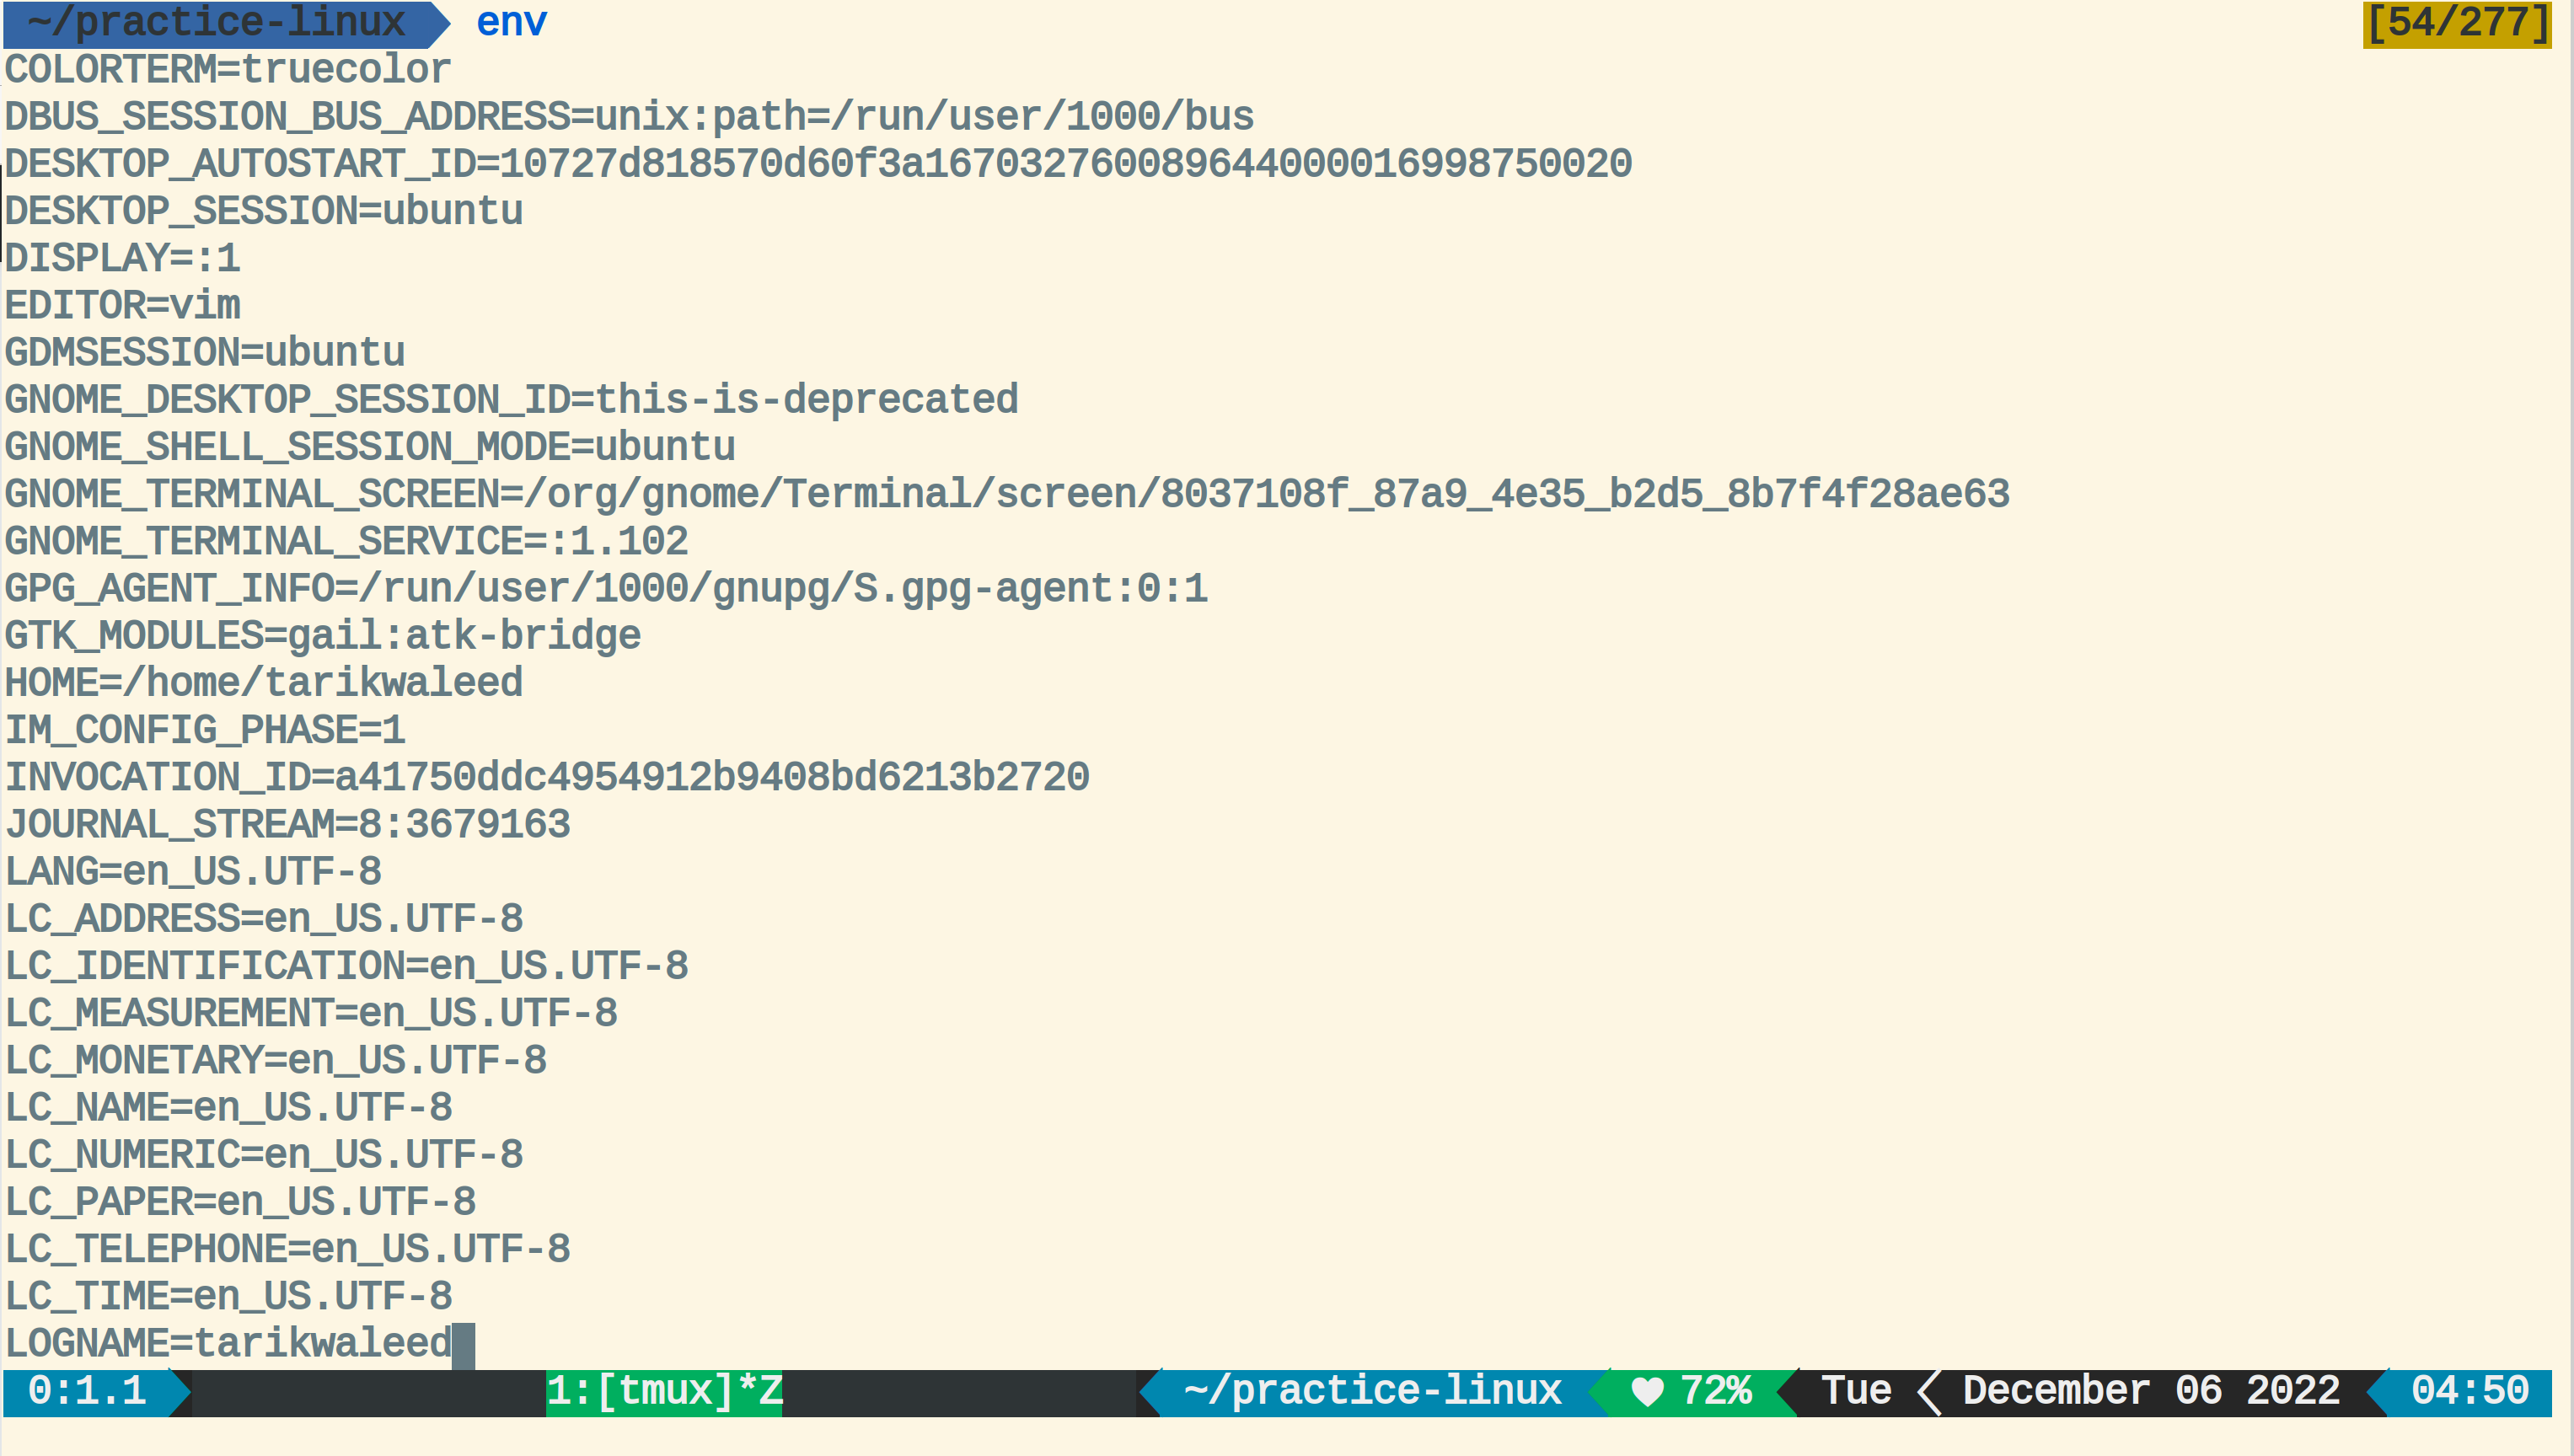 ~/practice-linux env [54/277]
COLORTERM=truecolor
DBUS_SESSION_BUS_ADDRESS=unix:path=/run/user/1000/bus
DESKTOP_AUTOSTART_ID=10727d818570d60f3a167032760089644000016998750020
DESKTOP_SESSION=ubuntu
DISPLAY=:1
EDITOR=vim
GDMSESSION=ubuntu
GNOME_DESKTOP_SESSION_ID=this-is-deprecated
GNOME_SHELL_SESSION_MODE=ubuntu
GNOME_TERMINAL_SCREEN=/org/gnome/Terminal/screen/8037108f_87a9_4e35_b2d5_8b7f4f28ae63
GNOME_TERMINAL_SERVICE=:1.102
GPG_AGENT_INFO=/run/user/1000/gnupg/S.gpg-agent:0:1
GTK_MODULES=gail:atk-bridge
HOME=/home/tarikwaleed
IM_CONFIG_PHASE=1
INVOCATION_ID=a41750ddc4954912b9408bd6213b2720
JOURNAL_STREAM=8:3679163
LANG=en_US.UTF-8
LC_ADDRESS=en_US.UTF-8
LC_IDENTIFICATION=en_US.UTF-8
LC_MEASUREMENT=en_US.UTF-8
LC_MONETARY=en_US.UTF-8
LC_NAME=en_US.UTF-8
LC_NUMERIC=en_US.UTF-8
LC_PAPER=en_US.UTF-8
LC_TELEPHONE=en_US.UTF-8
LC_TIME=en_US.UTF-8
LOGNAME=tarikwaleed
0:1.1 1:[tmux]*Z ~/practice-linux ♥ 72% Tue December 06 2022 04:50